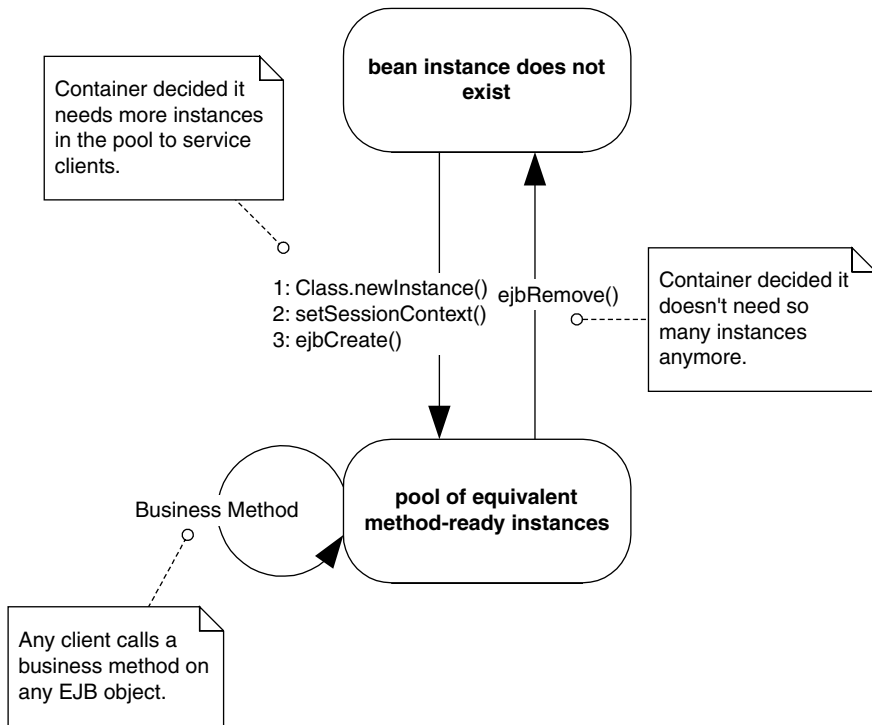 bean instance does not
exist
Container decided it
needs more instances
in the pool to service
clients.
1: Class.newInstance()
2: setSessionContext()
3: ejbCreate()
ejbRemove()
Container decided it
doesn't need so
many instances
anymore.
pool of equivalent
method-ready instances
Business Method
Any client calls a
business method on
any EJB object.